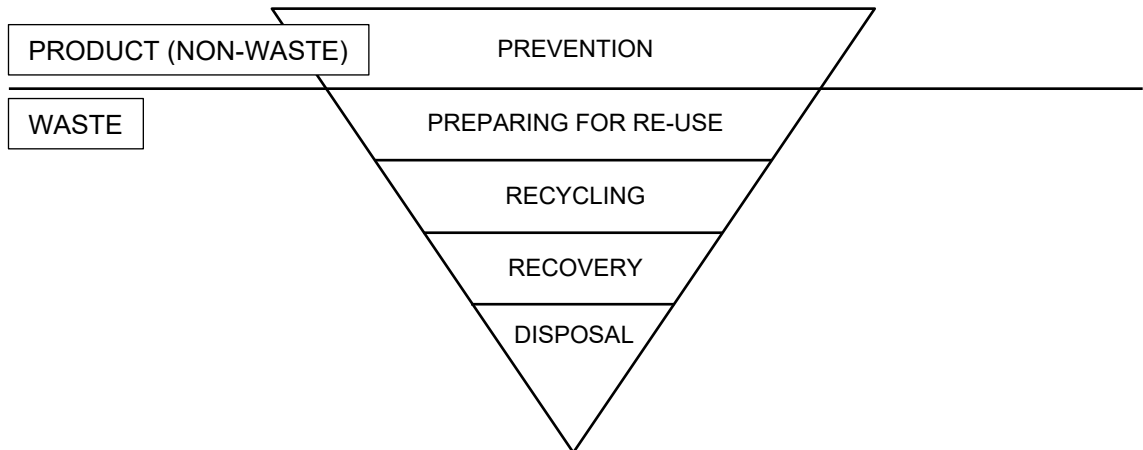 PRODUCT (NON-WASTE)
PREVENTION
WASTE
PREPARING FOR RE-USE
RECYCLING
RECOVERY
DISPOSAL